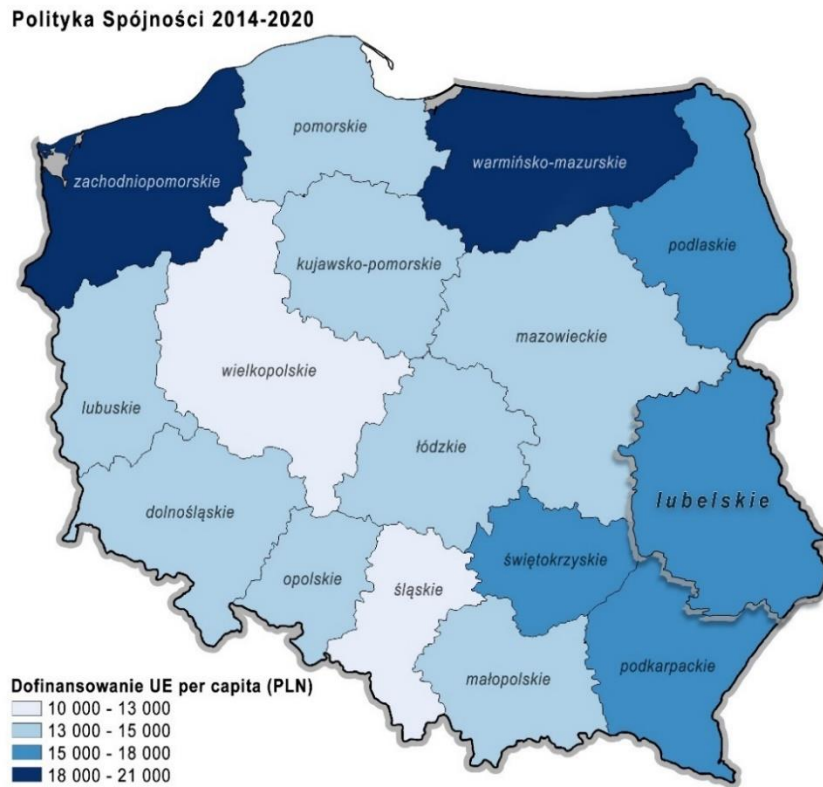 Polityka Spójności 2014-2020
pomorskie
warmińsko-mazurskie
zachodniopomorskie
podlaskie
kujawsko-pomorskie
mazowieckie
wielkopolskie
lubuskie
łódzkie
lubelskie
dolnośląskie
świętokrzyskie
opolskie
śląskie
podkarpackie
małopolskie
Dofinansowanie UE per capita (PLN)
10 000 - 13 000
13 000 - 15 000
15 000 - 18 000
18 000 - 21 000